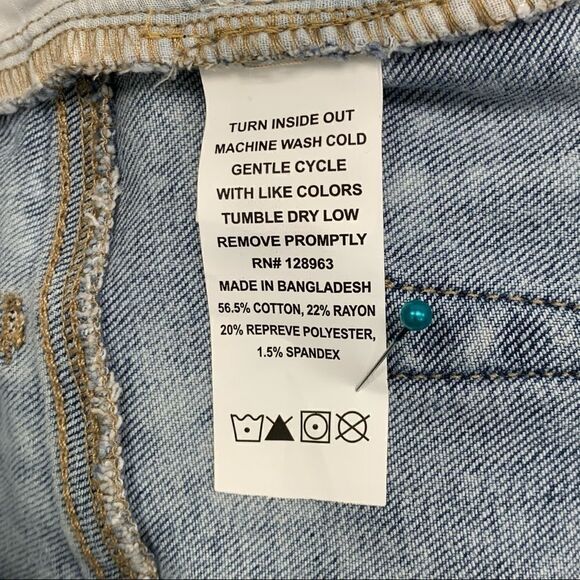 TURN INSIDE OUT
MACHINE WASH COLD
GENTLE CYCLE
WITH LIKE COLORS
TUMBLE DRY LOW
REMOVE PROMPTLY
RN# 128963
MADE IN BANGLADESH
56.5% COTTON, 22% RAYON
20% REPREVE POLYESTER,
1.5% SPANDEX